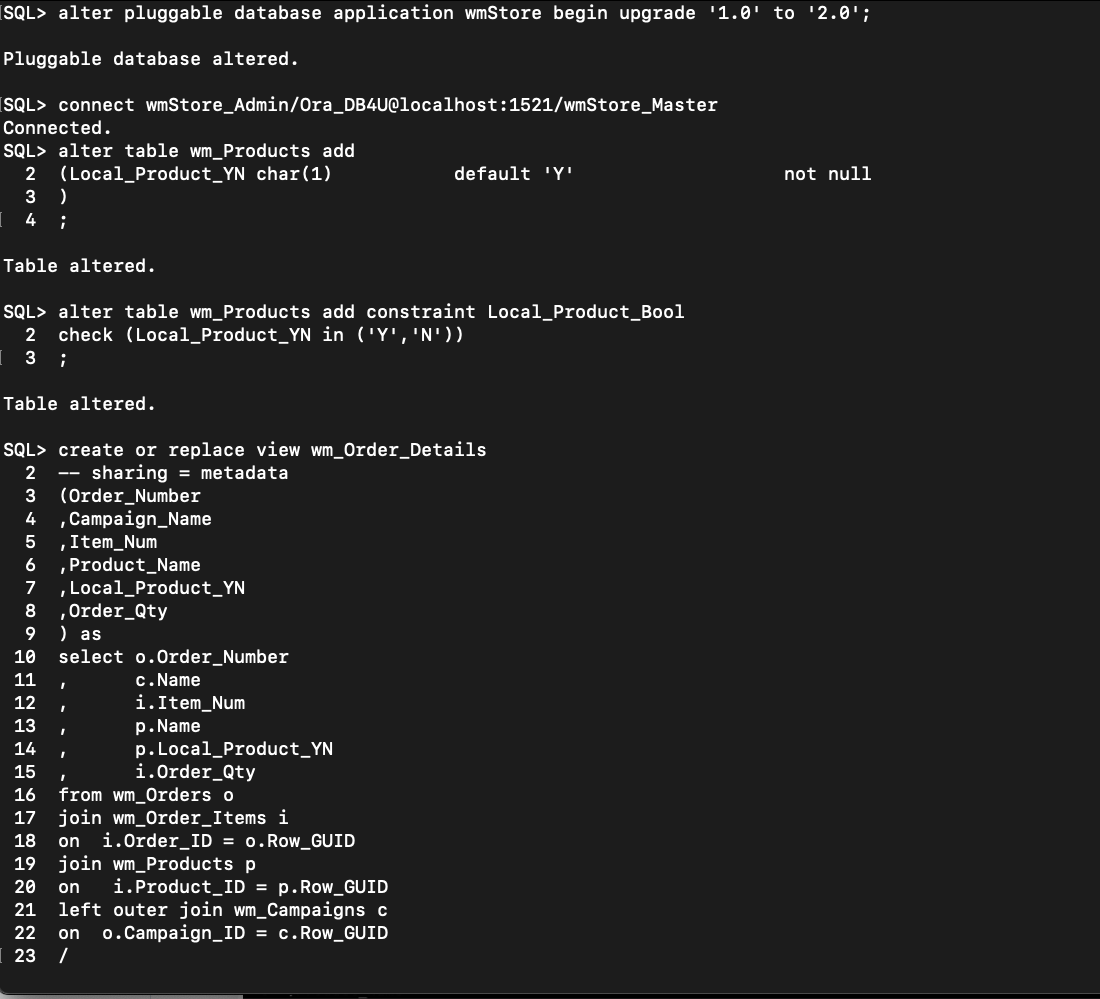 SQL> alter pluggable database application wmStore begin upgrade '1.0' to '2.0';
Pluggable database altered.
SQL> connect wmStore_Admin/Ora_DB4U@localhost:1521/wmStore_Master
Connected.
SQL> alter table wm_Products add
  2  (Local_Product_YN char(1)           default 'Y'                   not null
  3  )
  4  ;
Table altered.
SQL> alter table wm_Products add constraint Local_Product_Bool
  2  check (Local_Product_YN in ('Y','N'))
  3  ;
Table altered.
SQL> create or replace view wm_Order_Details
  2  -- sharing = metadata
  3  (Order_Number
  4  ,Campaign_Name
  5  ,Item_Num
  6  ,Product_Name
  7  ,Local_Product_YN
  8  ,Order_Qty
  9  ) as
 10  select o.Order_Number
 11  ,      c.Name
 12  ,      i.Item_Num
 13  ,      p.Name
 14  ,      p.Local_Product_YN
 15  ,      i.Order_Qty
 16  from wm_Orders o
 17  join wm_Order_Items i
 18  on  i.Order_ID = o.Row_GUID
 19  join wm_Products p
 20  on   i.Product_ID = p.Row_GUID
 21  left outer join wm_Campaigns c
 22  on  o.Campaign_ID = c.Row_GUID
 23  /